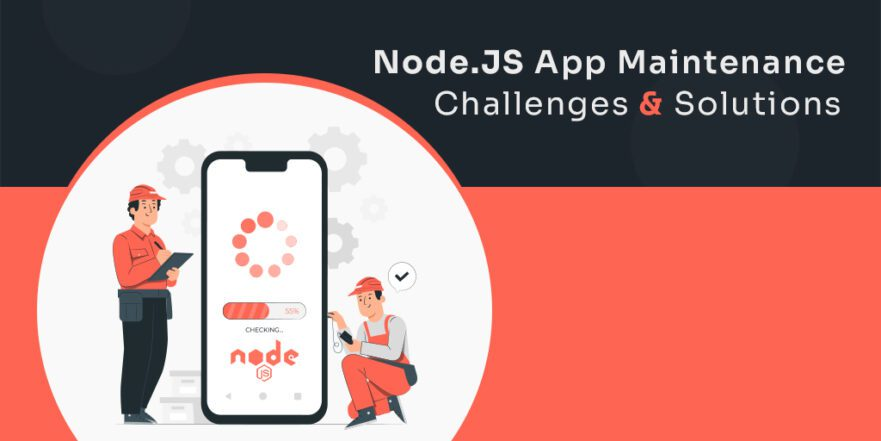 Node.JS App Maintenance
Challenges & Solutions
55%
CHECKING..
node
JS